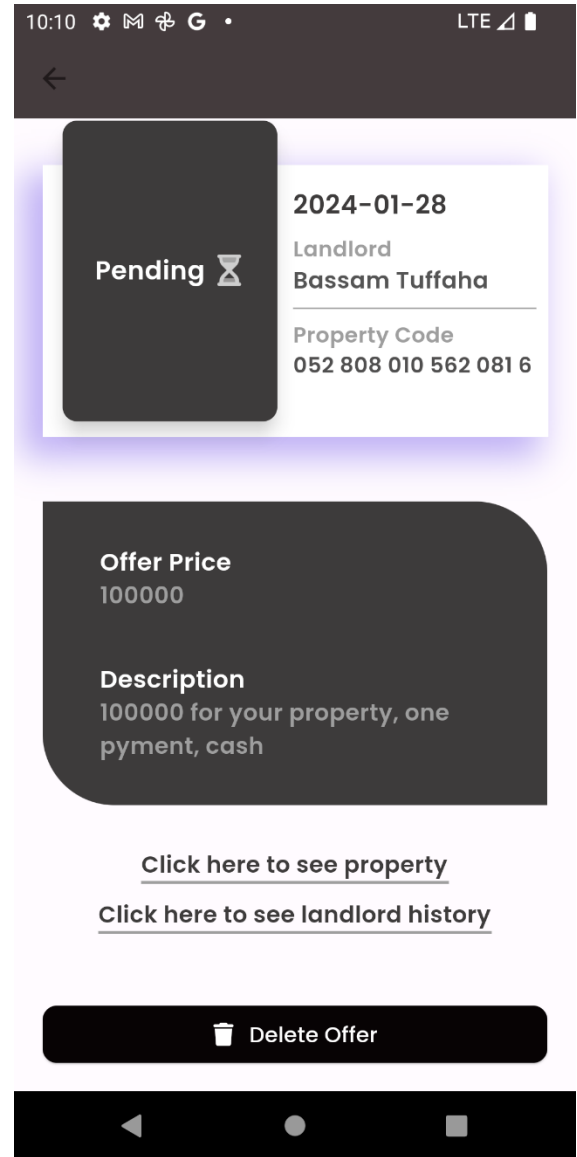 10:10 G LTE
Pending
2024-01-28
Landlord
Bassam Tuffaha
Property Code
052 808 010 562 081 6
Offer Price
100000
Description
100000 for your property, one
pyment, cash
Click here to see property
Click here to see landlord history
Delete Offer